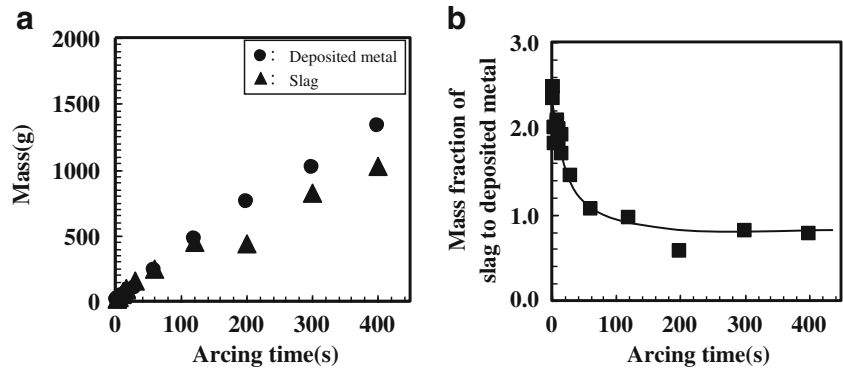 a
2000
1500
1000
500
0
Mass(g)
● : Deposited metal
▲ : Slag
0 100 200 300 400
Arcing time(s)
b
3.0
2.0
1.0
0.0
Mass fraction of
slag to deposited metal
0 100 200 300 400
Arcing time(s)